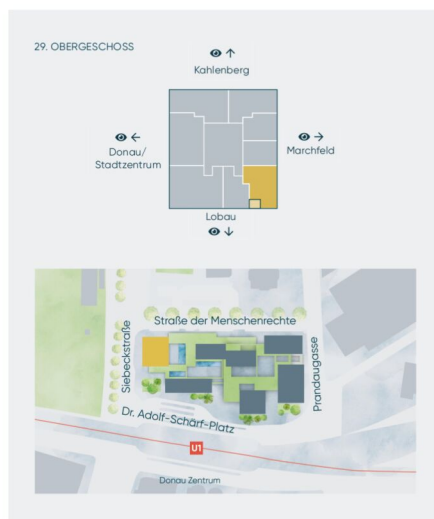 29. OBERGESCHOSS
Kahlenberg
Donau/
Stadtzentrum
Marchfeld
Lobau
Straße der Menschenrechte
Siebeckstraße
Prandaugasse
Dr. Adolf-Schärf-Platz
U1
Donau Zentrum